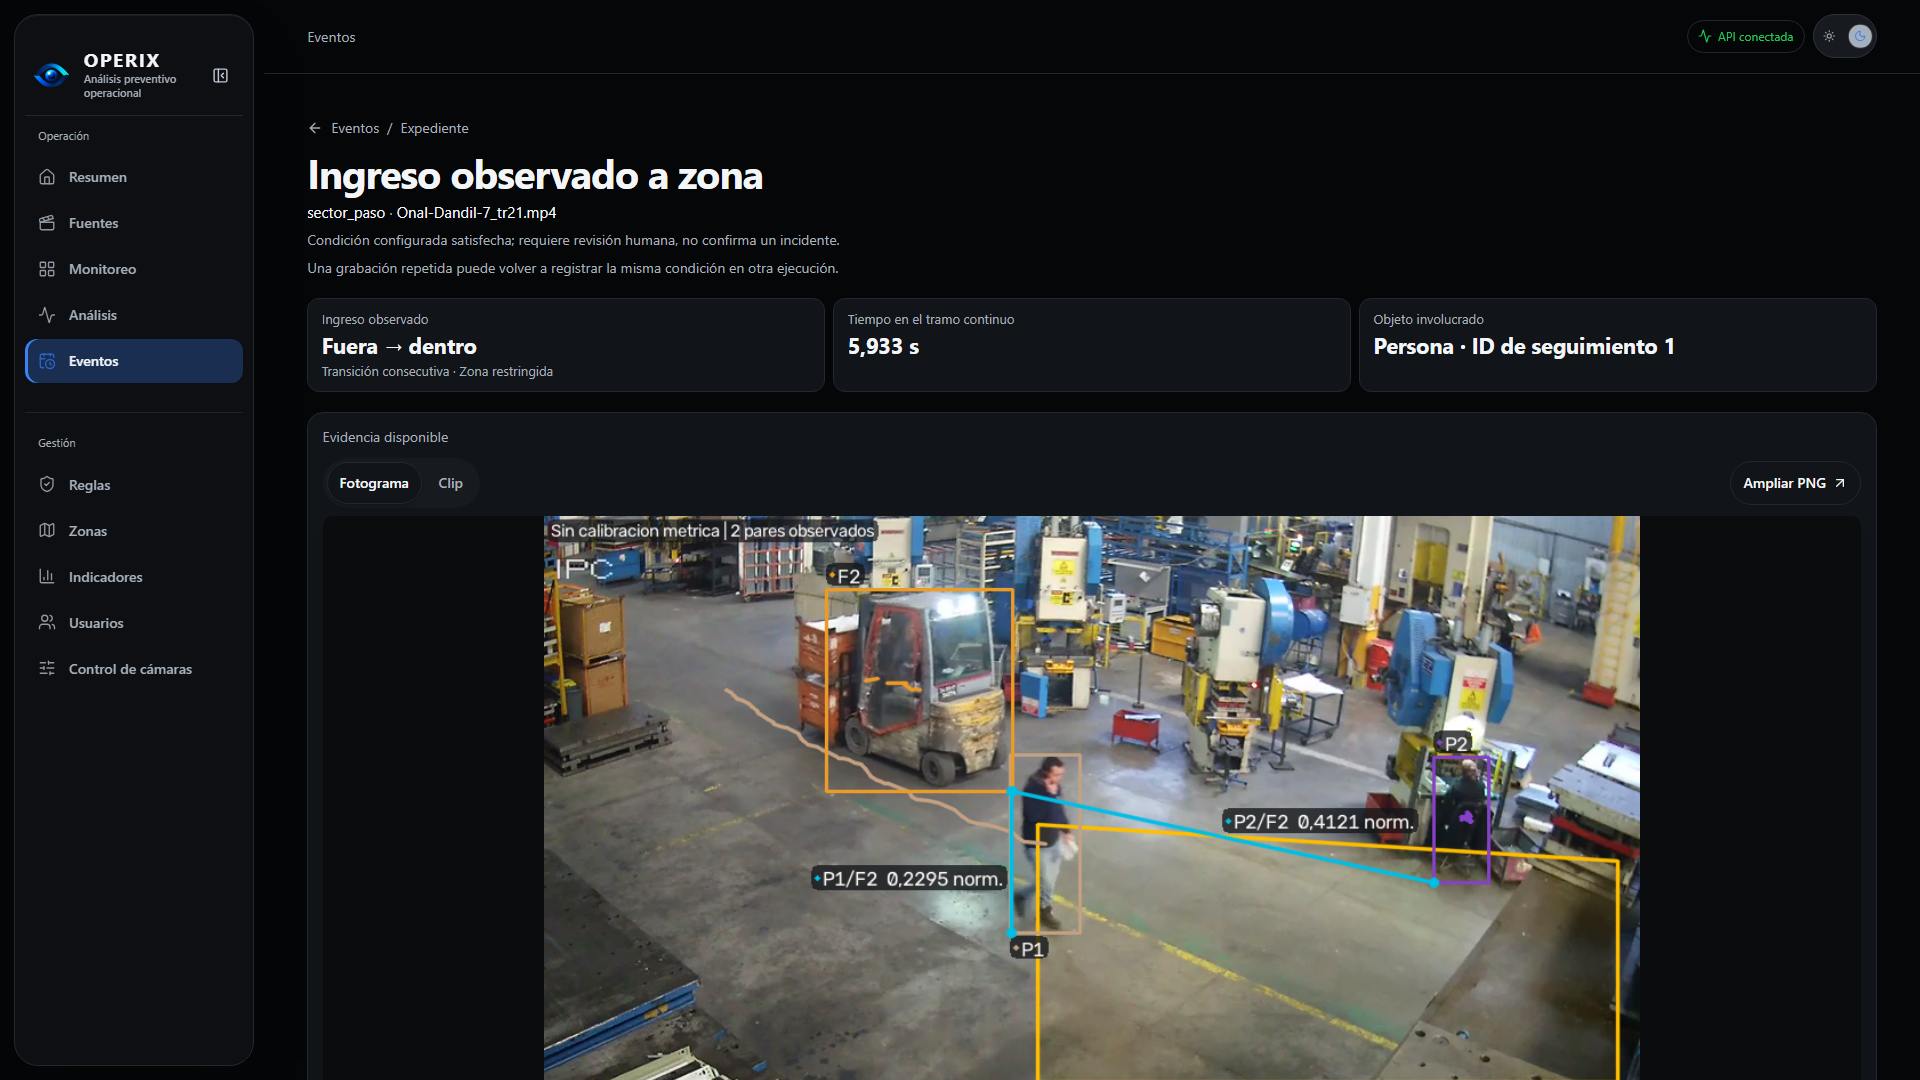 OPERIX
Análisis preventivo
operacional
Operación
Resumen
Fuentes
Monitoreo
Análisis
Eventos
Gestión
Reglas
Zonas
Indicadores
Usuarios
Control de cámaras
Eventos
API conectada
Eventos / Expediente
Ingreso observado a zona
sector_paso · Onal-Dandil-7_tr21.mp4
Condición configurada satisfecha; requiere revisión humana, no confirma un incidente.
Una grabación repetida puede volver a registrar la misma condición en otra ejecución.
Ingreso observado
Fuera → dentro
Transición consecutiva · Zona restringida
Tiempo en el tramo continuo
5,933 s
Objeto involucrado
Persona · ID de seguimiento 1
Evidencia disponible
Fotograma
Clip
Ampliar PNG
Sin calibracion metrica | 2 pares observados
IPC
F2
P2
P2/F2 0,4121 norm.
P1/F2 0,2295 norm.
P1